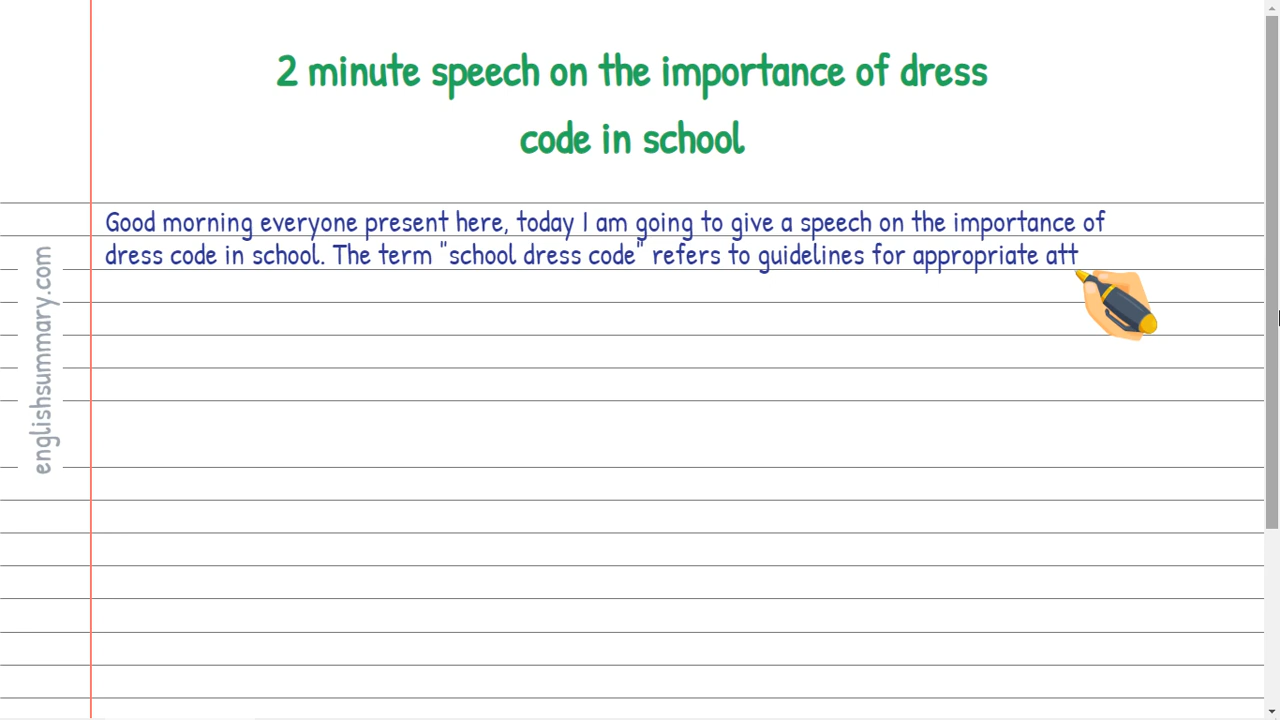 2 minute speech on the importance of dress
code in school
Good morning everyone present here, today I am going to give a speech on the importance of
dress code in school. The term "school dress code" refers to guidelines for appropriate att
englishsummary.com